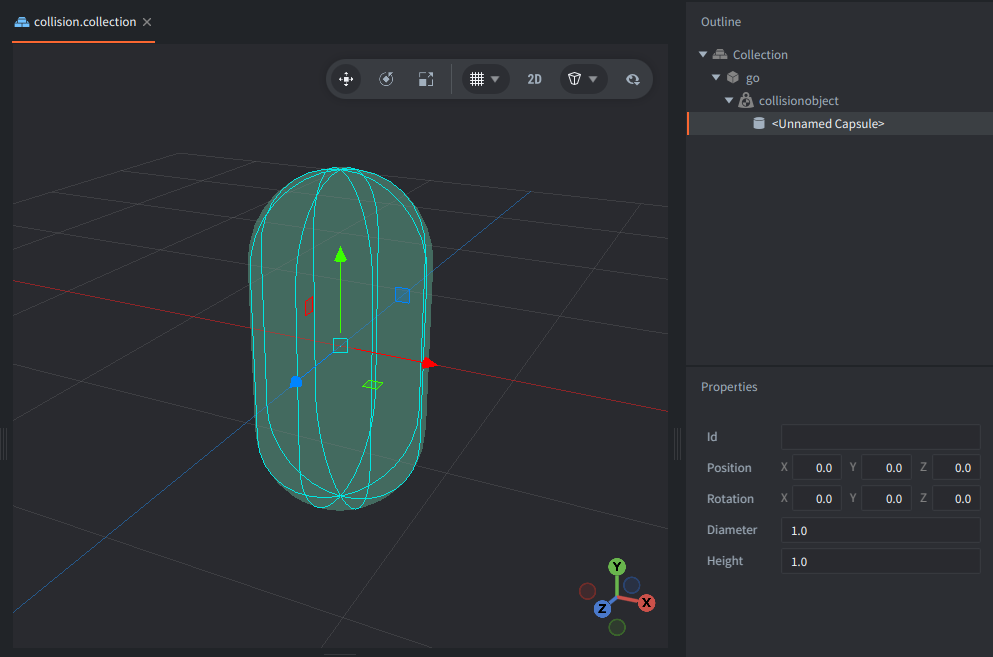 collision.collection
2D
Y
X
Z
Outline
Collection
go
collisionobject
<Unnamed Capsule>
Properties
Id
Position X 0.0 Y 0.0 Z 0.0
Rotation X 0.0 Y 0.0 Z 0.0
Diameter 1.0
Height 1.0